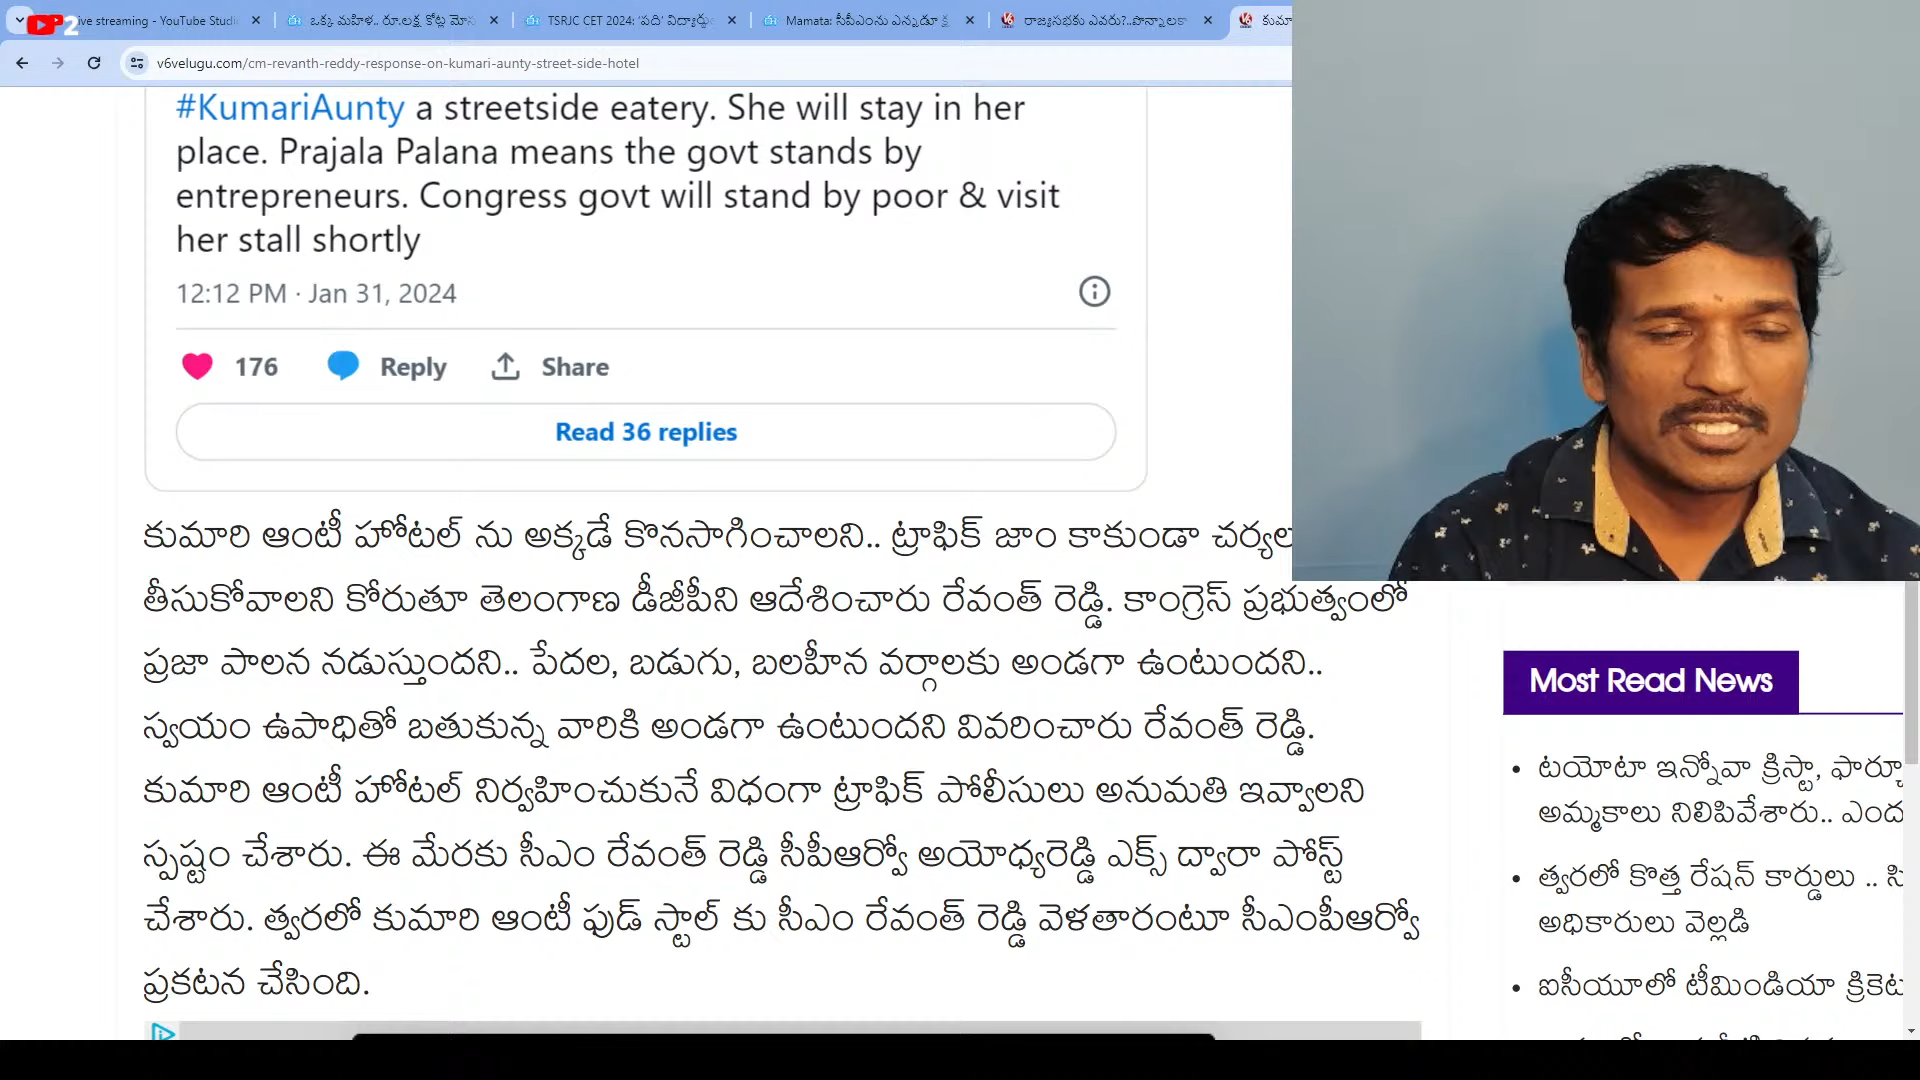 ive streaming - YouTube Studi
ఒక్క మహిళ.. రూ.లక్ష కోట్ల మోస
TSRJC CET 2024: 'పది' విద్యార్థుల
Mamata: సీపీఎంను ఎన్నడూ క్ష
రాజ్యసభకు ఎవరు?..పొన్నాలకా
కుమా
2
v6velugu.com/cm-revanth-reddy-response-on-kumari-aunty-street-side-hotel
#KumariAunty a streetside eatery. She will stay in her
place. Prajala Palana means the govt stands by
entrepreneurs. Congress govt will stand by poor & visit
her stall shortly
12:12 PM · Jan 31, 2024
176 Reply Share
Read 36 replies
కుమారి ఆంటీ హోటల్ ను అక్కడే కొనసాగించాలని.. ట్రాఫిక్ జాం కాకుండా చర్యల
తీసుకోవాలని కోరుతూ తెలంగాణ డీజీపీని ఆదేశించారు రేవంత్ రెడ్డి. కాంగ్రెస్ ప్రభుత్వంలో
ప్రజా పాలన నడుస్తుందని.. పేదల, బడుగు, బలహీన వర్గాలకు అండగా ఉంటుందని..
స్వయం ఉపాధితో బతుకున్న వారికి అండగా ఉంటుందని వివరించారు రేవంత్ రెడ్డి.
కుమారి ఆంటీ హోటల్ నిర్వహించుకునే విధంగా ట్రాఫిక్ పోలీసులు అనుమతి ఇవ్వాలని
స్పష్టం చేశారు. ఈ మేరకు సీఎం రేవంత్ రెడ్డి సీపీఆర్వో అయోధ్యరెడ్డి ఎక్స్ ద్వారా పోస్ట్
చేశారు. త్వరలో కుమారి ఆంటీ ఫుడ్ స్టాల్ కు సీఎం రేవంత్ రెడ్డి వెళతారంటూ సీఎంపీఆర్వో
ప్రకటన చేసింది.
Most Read News
• టయోటా ఇన్నోవా క్రిస్టా, ఫార్చూ
అమ్మకాలు నిలిపివేశారు.. ఎంద
• త్వరలో కొత్త రేషన్ కార్డులు .. సి
అధికారులు వెల్లడి
• ఐసీయూలో టీమిండియా క్రికెట